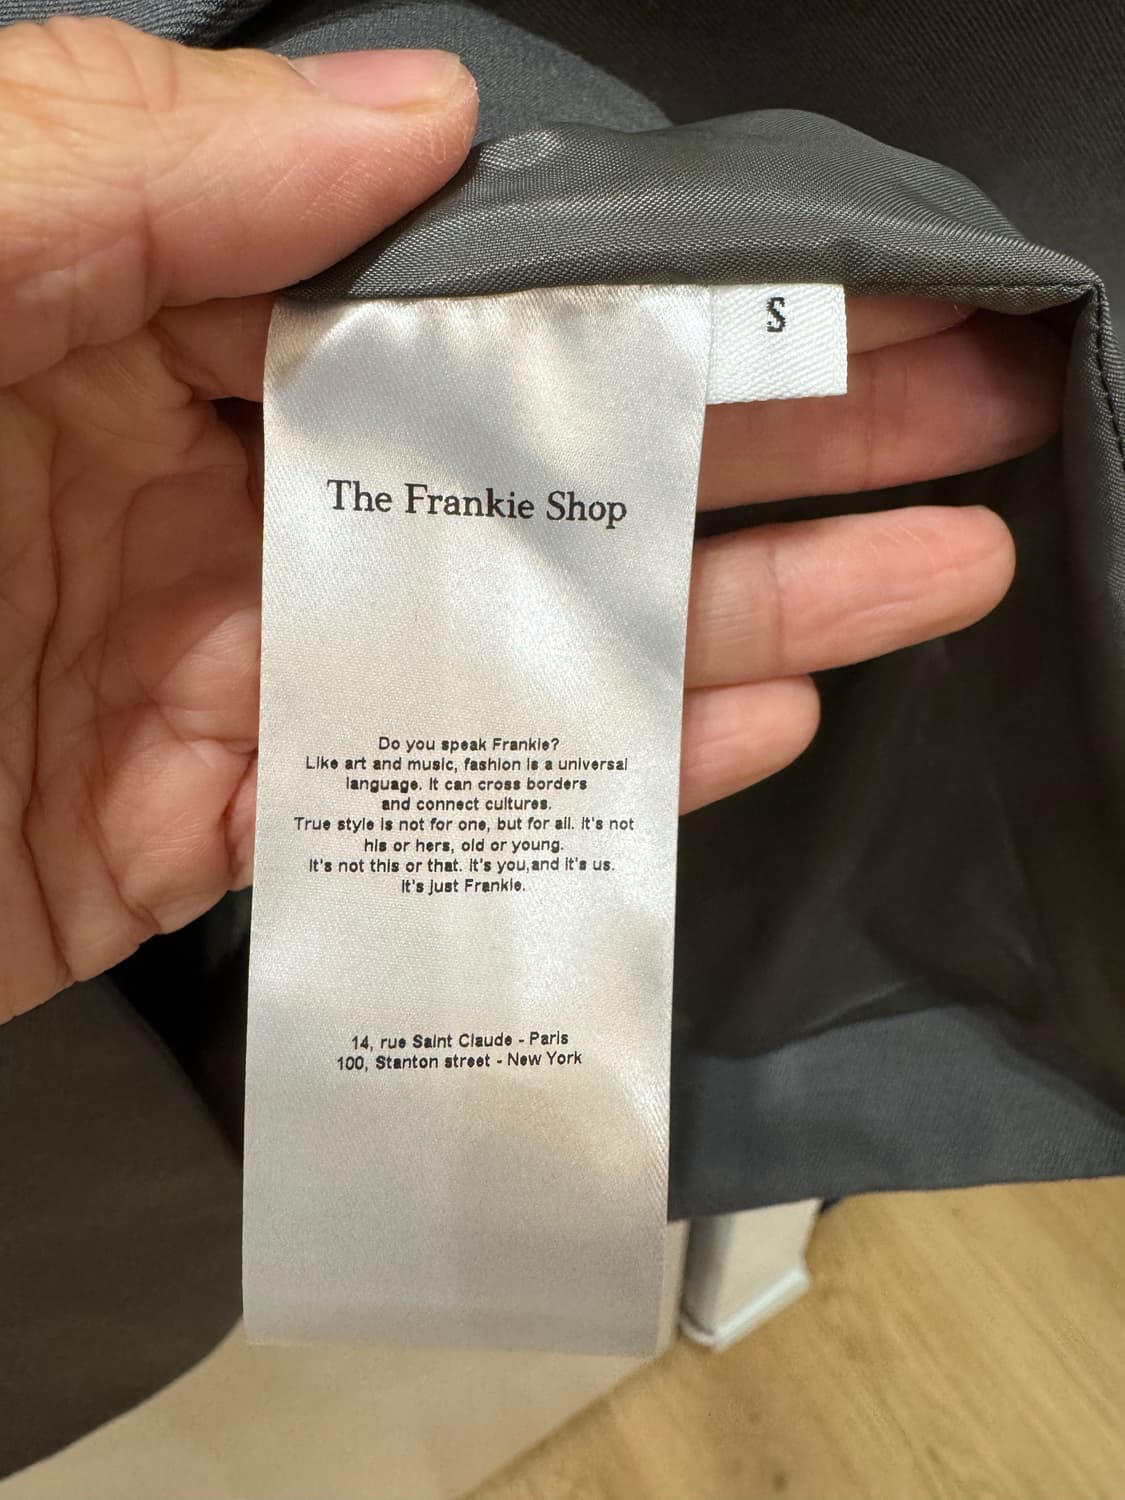 S
The Frankie Shop
Do you speak Frankie?
Like art and music, fashion is a universal
language. It can cross borders
and connect cultures.
True style is not for one, but for all. It's not
his or hers, old or young.
It's not this or that. It's you,and it's us.
It's just Frankie.
14, rue Saint Claude - Paris
100, Stanton street - New York